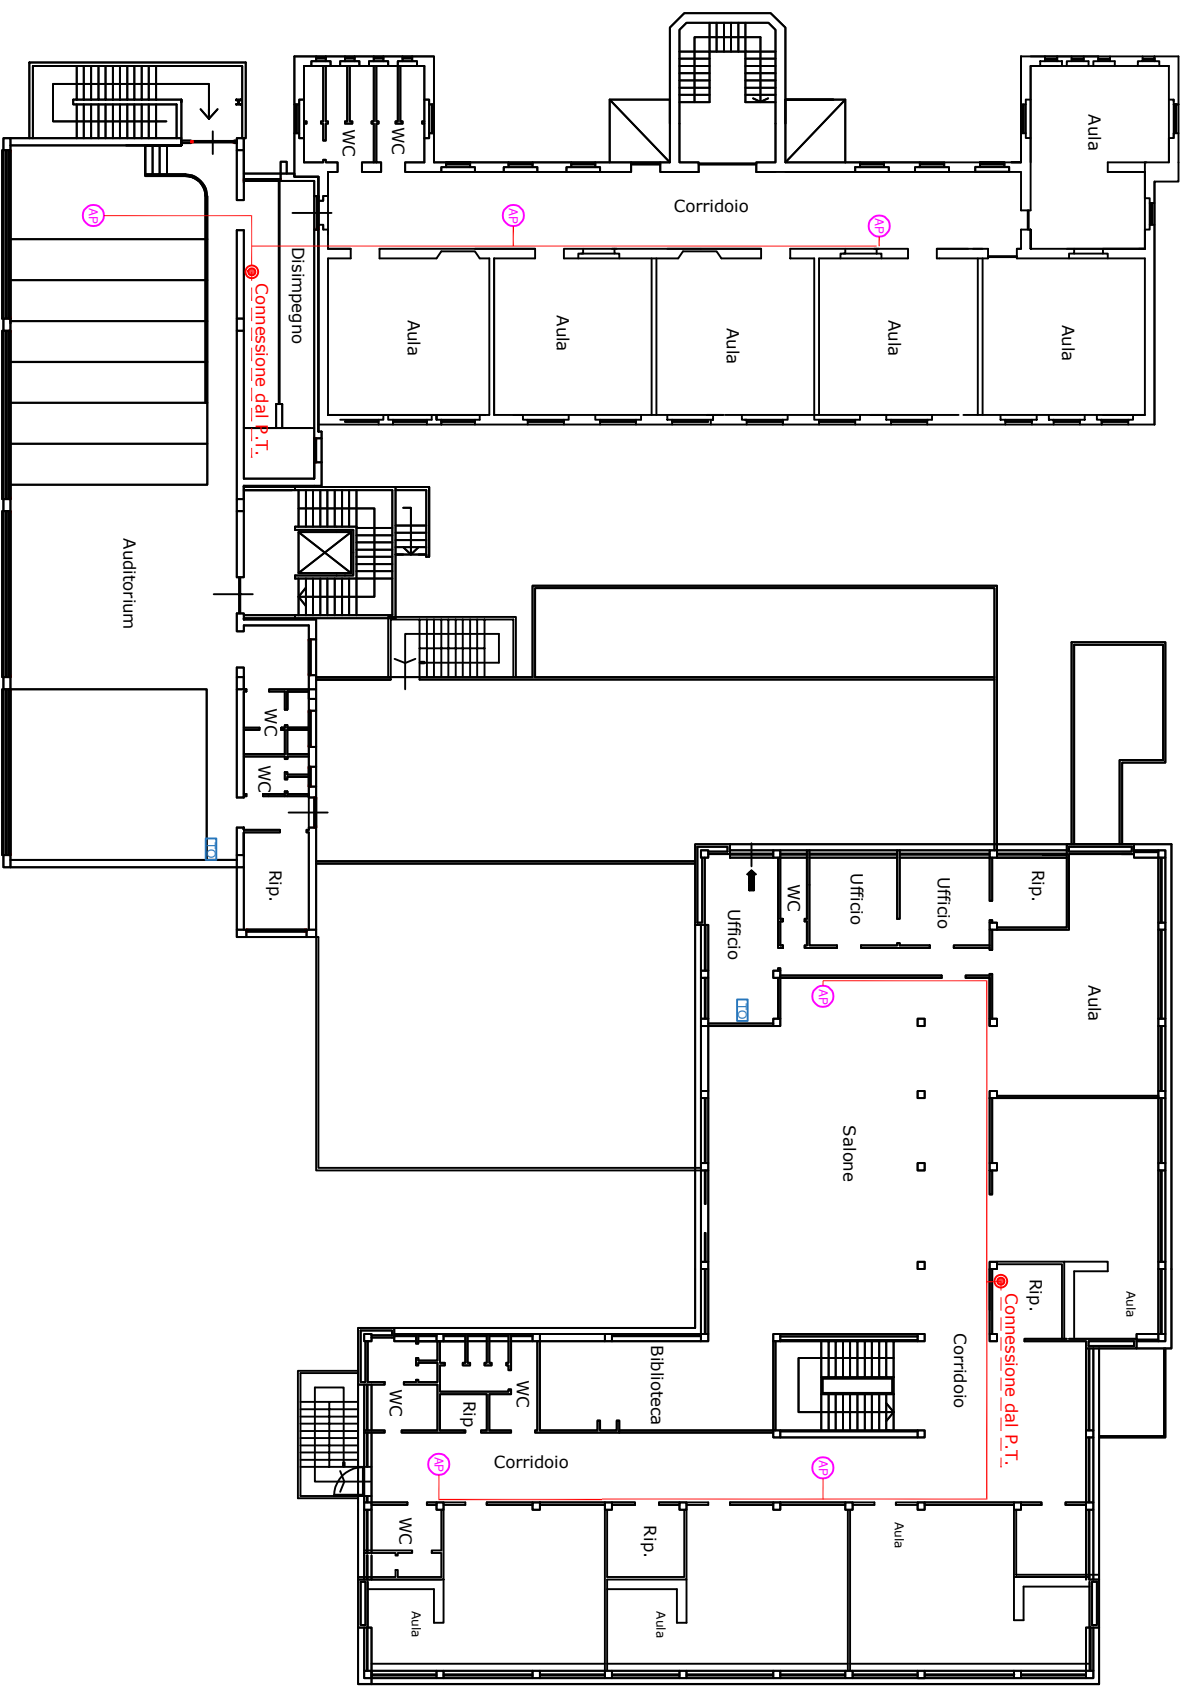 WC
WC
Aula
AP
AP
AP
Corridoio
Disimpegno
Connessione dal P.T.
Aula
Aula
Aula
Aula
Aula
Auditorium
WC
WC
TO
Rip.
Ufficio
WC
Ufficio
Ufficio
Rip.
Aula
TO
AP
Salone
Rip.
Aula
Connessione dal P.T.
Corridoio
Biblioteca
WC
Rip
WC
AP
Corridoio
AP
WC
Rip.
Aula
Aula
Aula